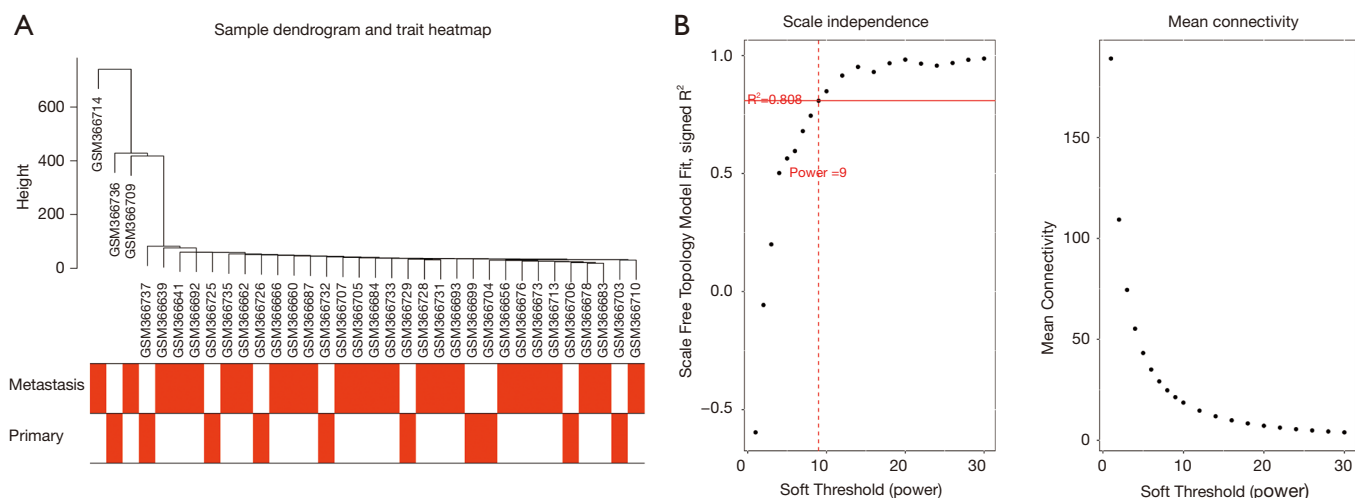 A
Sample dendrogram and trait heatmap
Height
600
400
200
0
GSM366714
GSM366736
GSM366709
GSM366737
GSM366639
GSM366641
GSM366692
GSM366725
GSM366735
GSM366662
GSM366726
GSM366666
GSM366660
GSM366687
GSM366732
GSM366707
GSM366705
GSM366684
GSM366733
GSM366729
GSM366728
GSM366731
GSM366693
GSM366699
GSM366704
GSM366656
GSM366676
GSM366673
GSM366713
GSM366706
GSM366678
GSM366683
GSM366703
GSM366710
Metastasis
Primary
B
Scale independence
Scale Free Topology Model Fit, signed R²
1.0
0.5
0.0
−0.5
R²=0.808
Power =9
0 10 20 30
Soft Threshold (power)
Mean connectivity
Mean Connectivity
150
100
50
0
0 10 20 30
Soft Threshold (power)